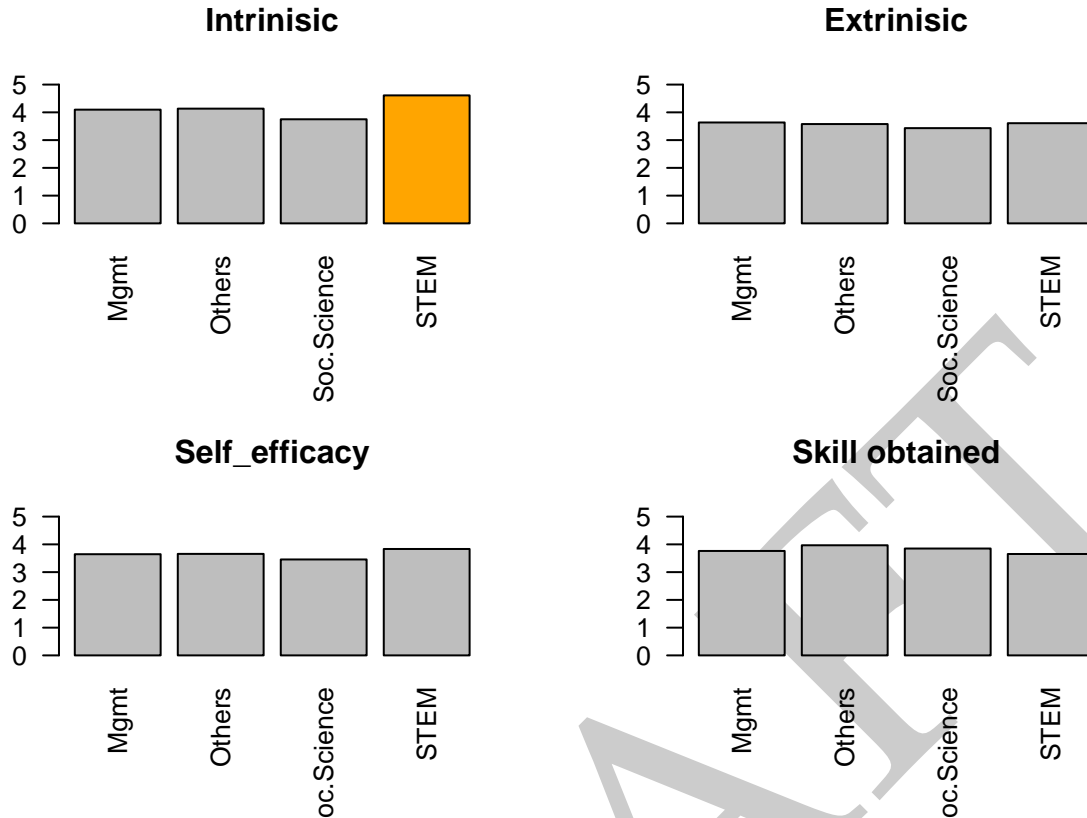 Intrinisic
5
4
3
2
1
0
Mgmt
Others
Soc.Science
STEM
Extrinisic
5
4
3
2
1
0
Mgmt
Others
Soc.Science
STEM
Self_efficacy
5
4
3
2
1
0
Mgmt
Others
oc.Science
STEM
Skill obtained
5
4
3
2
1
0
Mgmt
Others
oc.Science
STEM
AFT